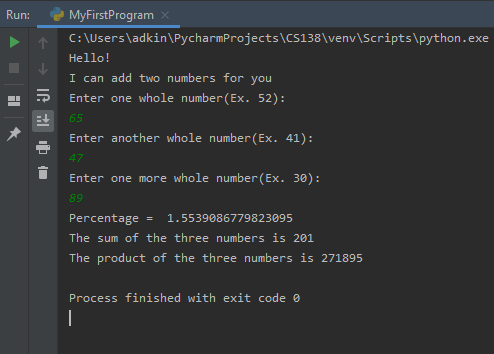 Run: MyFirstProgram
C:\Users\adkin\PycharmProjects\CS138\venv\Scripts\python.exe
Hello!
I can add two numbers for you
Enter one whole number(Ex. 52):
65
Enter another whole number(Ex. 41):
47
Enter one more whole number(Ex. 30):
89
Percentage =  1.5539086779823095
The sum of the three numbers is 201
The product of the three numbers is 271895
Process finished with exit code 0